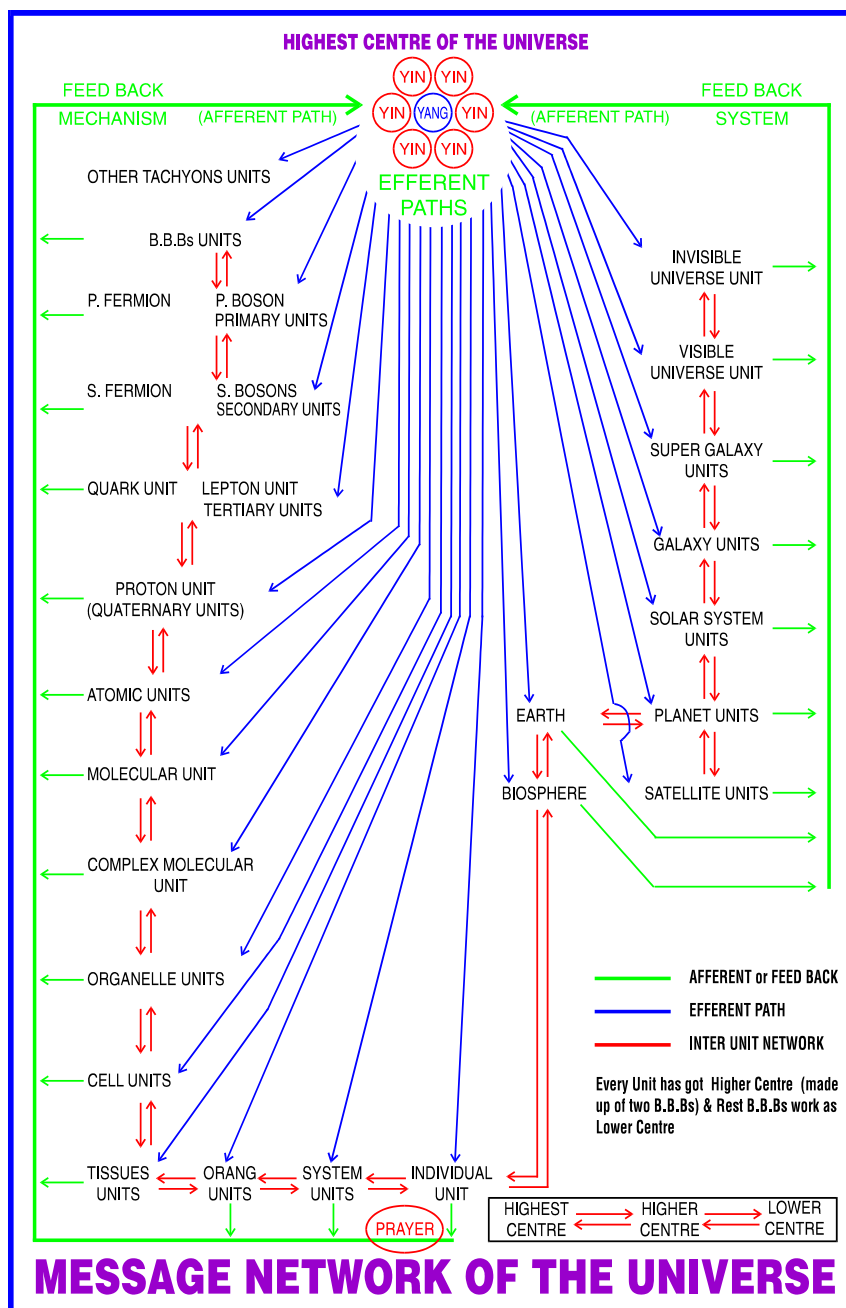 HIGHEST CENTRE OF THE UNIVERSE
YIN YIN
YIN YANG YIN
YIN YIN
FEED BACK
MECHANISM
(AFFERENT PATH)
(AFERENT PATH)
FEED BACK
SYSTEM
EFFERENT
PATHS
OTHER TACHYONS UNITS
B.B.Bs UNITS
P. FERMION
P. BOSON
PRIMARY UNITS
S. FERMION
S. BOSONS
SECONDARY UNITS
QUARK UNIT
LEPTON UNIT
TERTIARY UNITS
PROTON UNIT
(QUATERNARY UNITS)
ATOMIC UNITS
MOLECULAR UNIT
COMPLEX MOLECULAR
UNIT
ORGANELLE UNITS
CELL UNITS
TISSUES
UNITS
ORANG
UNITS
SYSTEM
UNITS
INDIVIDUAL
UNIT
PRAYER
INVISIBLE
UNIVERSE UNIT
VISIBLE
UNIVERSE UNIT
SUPER GALAXY
UNITS
GALAXY UNITS
SOLAR SYSTEM
UNITS
EARTH
PLANET UNITS
BIOSPHERE
SATELLITE UNITS
AFFERENT or FEED BACK
EFFERENT PATH
INTER UNIT NETWORK
Every Unit has got Higher Centre (made
up of two B.B.Bs) & Rest B.B.Bs work as
Lower Centre
HIGHEST
CENTRE
HIGHER
CENTRE
LOWER
CENTRE
MESSAGE NETWORK OF THE UNIVERSE